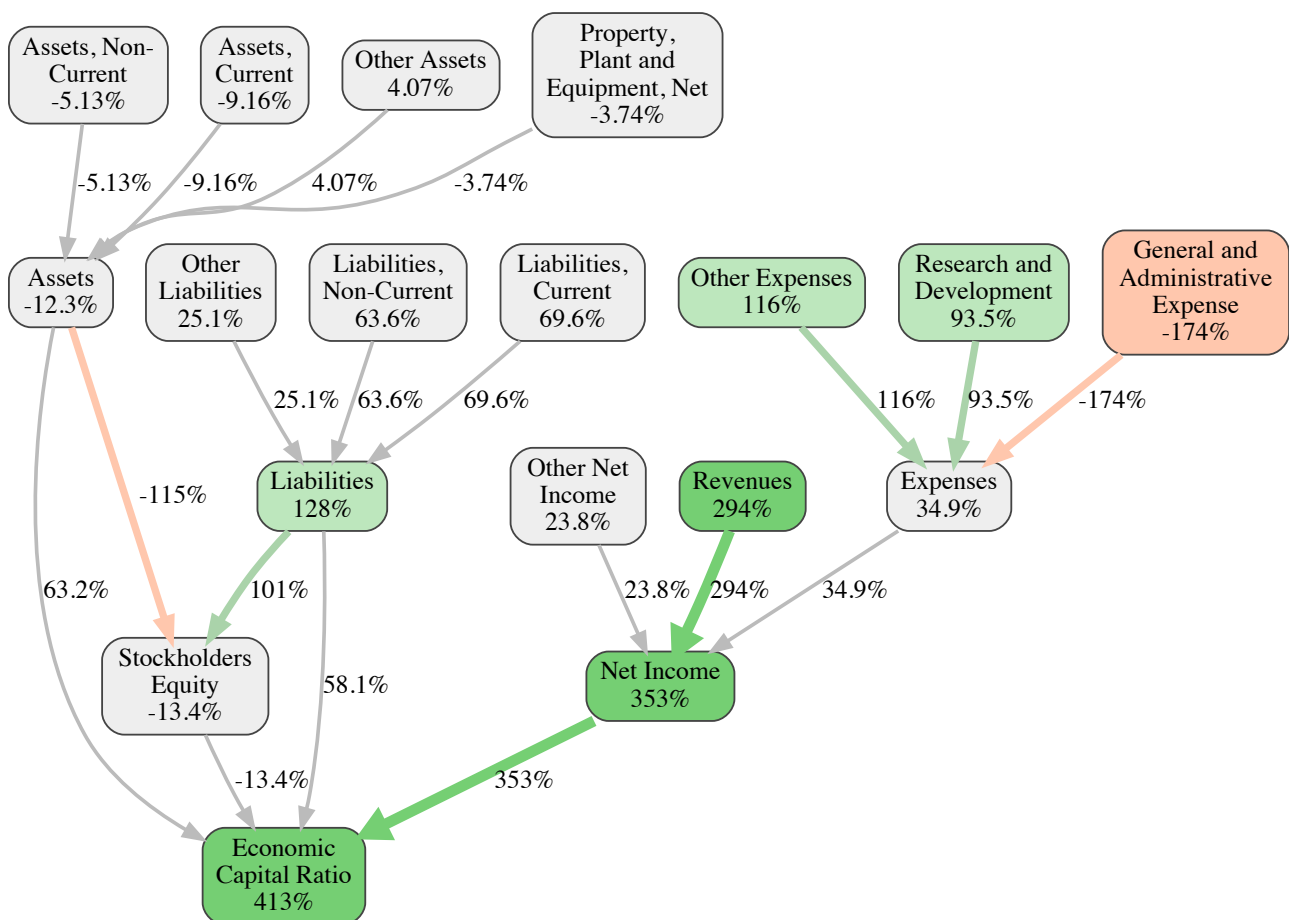 Assets, Non-
Current
-5.13%
Assets,
Current
-9.16%
Other Assets
4.07%
Property,
Plant and
Equipment, Net
-3.74%
-5.13%
-9.16%
4.07%
-3.74%
Assets
-12.3%
Other
Liabilities
25.1%
Liabilities,
Non-Current
63.6%
Liabilities,
Current
69.6%
Other Expenses
116%
Research and
Development
93.5%
General and
Administrative
Expense
-174%
25.1%
63.6%
69.6%
116%
93.5%
-174%
-115%
Liabilities
128%
Other Net
Income
23.8%
Revenues
294%
Expenses
34.9%
63.2%
101%
23.8%
294%
34.9%
Stockholders
Equity
-13.4%
58.1%
Net Income
353%
-13.4%
353%
Economic
Capital Ratio
413%